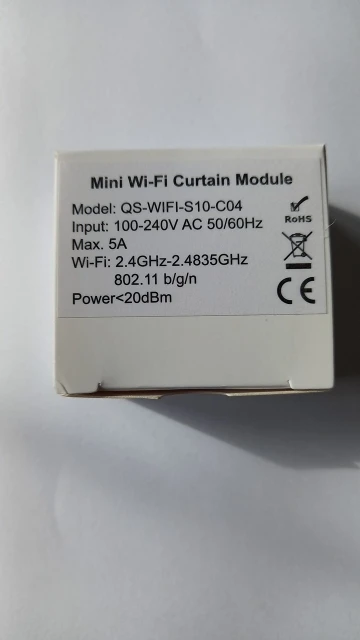 Mini Wi-Fi Curtain Module
Model: QS-WIFI-S10-C04
Input: 100-240V AC 50/60Hz
Max. 5A
Wi-Fi: 2.4GHz-2.4835GHz
802.11 b/g/n
Power<20dBm
RoHS
CE